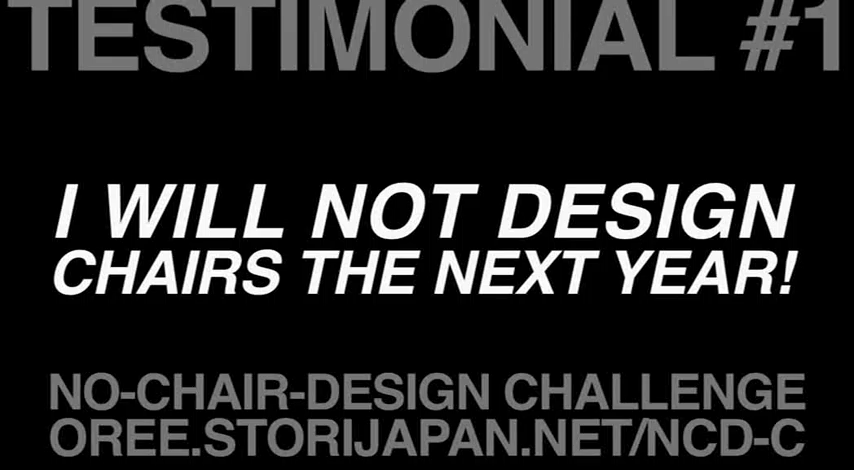 TESTIMONIAL #1
I WILL NOT DESIGN
CHAIRS THE NEXT YEAR!
NO-CHAIR-DESIGN CHALLENGE
OREE.STORIJAPAN.NET/NCD-C